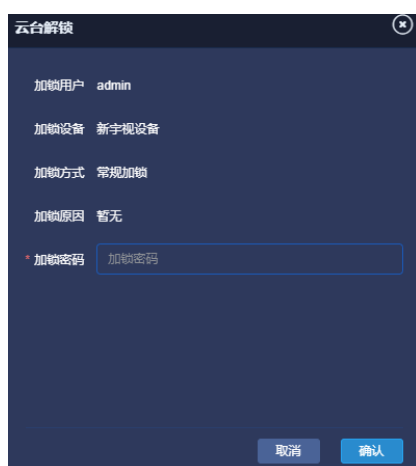 云台解锁
加锁用户 admin
加锁设备 新宇视设备
加锁方式 常规加锁
加锁原因 暂无
* 加锁密码 加锁密码
取消 确认